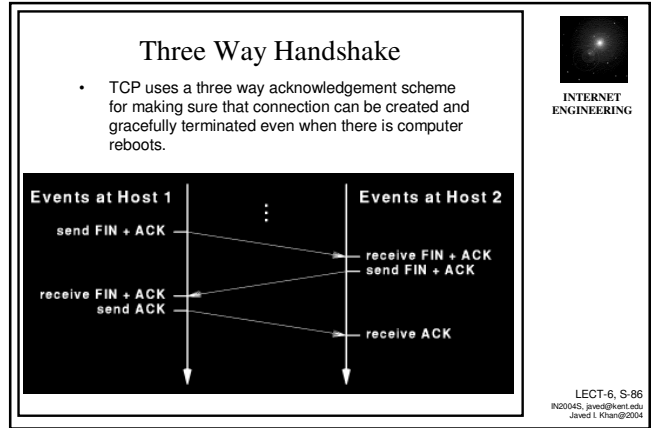 Three Way Handshake
• TCP uses a three way acknowledgement scheme
for making sure that connection can be created and
gracefully terminated even when there is computer
reboots.
Events at Host 1
Events at Host 2
send FIN + ACK
receive FIN + ACK
send FIN + ACK
receive FIN + ACK
send ACK
receive ACK
INTERNET
ENGINEERING
LECT-6, S-86
IN2004S, javed@kent.edu
Javed I. Khan@2004